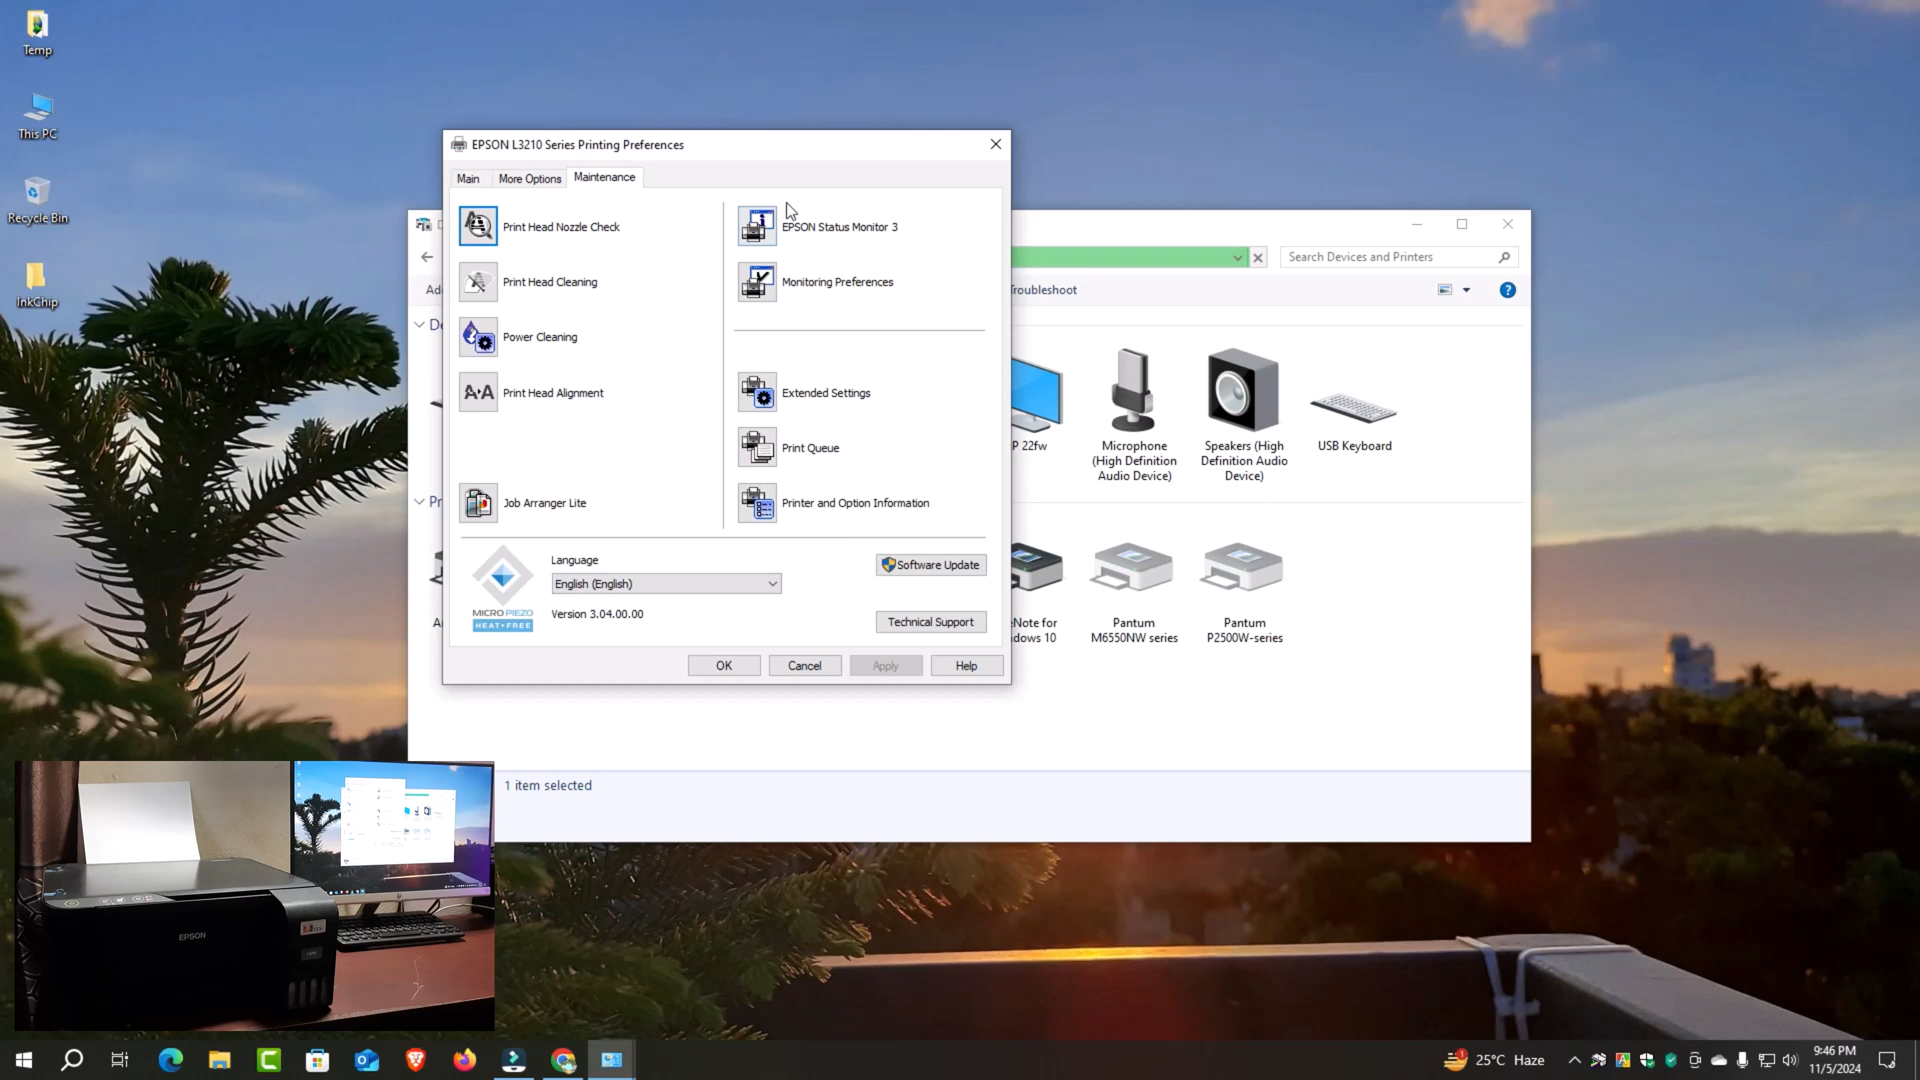 Temp
This PC
Recycle Bin
InkChip
EPSON L3210 Series Printing Preferences
Main
More Options
Maintenance
Print Head Nozzle Check
Print Head Cleaning
Power Cleaning
Print Head Alignment
Job Arranger Lite
EPSON Status Monitor 3
Monitoring Preferences
Extended Settings
Print Queue
Printer and Option Information
MICRO PIEZO
HEAT-FREE
Language
English (English)
Version 3.04.00.00
Software Update
Technical Support
OK
Cancel
Apply
Help
Search Devices and Printers
Troubleshoot
P 22fw
Microphone
(High Definition
Audio Device)
Speakers (High
Definition Audio
Device)
USB Keyboard
eNote for
dows 10
Pantum
M6550NW series
Pantum
P2500W-series
1 item selected
EPSON
25°C Haze
9:46 PM
11/5/2024